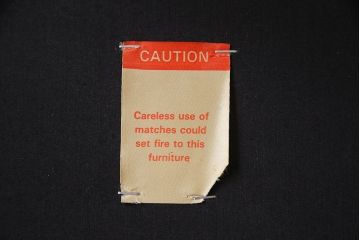 CAUTION
Careless use of
matches could
set fire to this
furniture